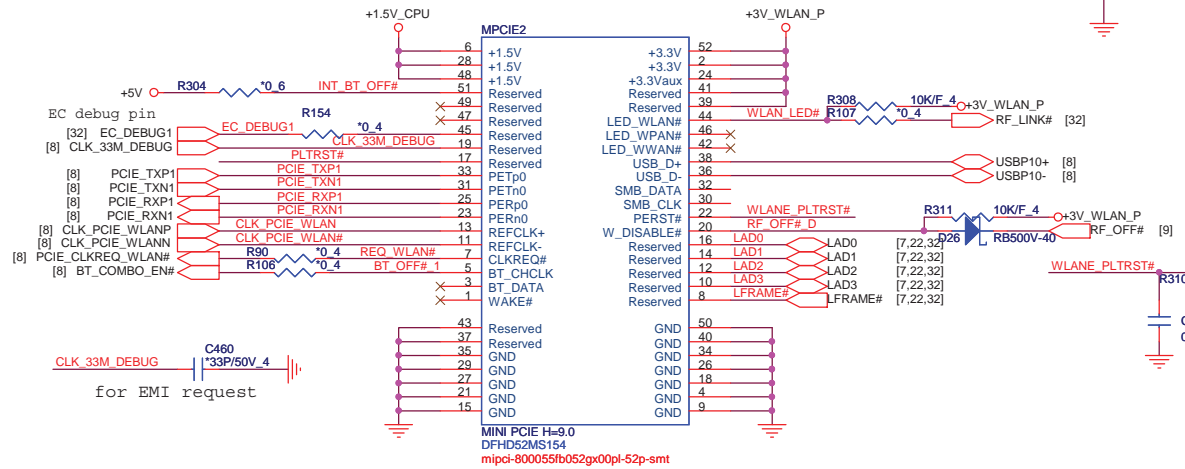 +1.5V_CPU
+3V_WLAN_P
MPCIE2
6 +1.5V +3.3V 52
28 +1.5V +3.3V 2
48 +1.5V +3.3Vaux 24
+5V R304 *0_6 INT_BT_OFF# 51 Reserved Reserved 41
49 Reserved Reserved 39
EC debug pin R154 47 Reserved LED_WLAN# 44 WLAN_LED# R308 10K/F_4 +3V_WLAN_P
R107 *0_4 RF_LINK# [32]
[32] EC_DEBUG1 EC_DEBUG1 *0_4 45 Reserved LED_WPAN# 46
[8] CLK_33M_DEBUG CLK_33M_DEBUG 19 Reserved LED_WWAN# 42
PLTRST# 17 Reserved USB_D+ 38 USBP10+ [8]
[8] PCIE_TXP1 PCIE_TXP1 33 PETp0 USB_D- 36 USBP10- [8]
[8] PCIE_TXN1 PCIE_TXN1 31 PETn0 SMB_DATA 32
[8] PCIE_RXP1 PCIE_RXP1 25 PERp0 SMB_CLK 30
[8] PCIE_RXN1 PCIE_RXN1 23 PERn0 PERST# 22 WLANE_PLTRST# R311 10K/F_4 +3V_WLAN_P
[8] CLK_PCIE_WLANP CLK_PCIE_WLAN 13 REFCLK+ W_DISABLE# 20 RF_OFF#_D D26 RB500V-40 RF_OFF# [9]
[8] CLK_PCIE_WLANN CLK_PCIE_WLAN# 11 REFCLK- Reserved 16 LAD0 LAD0 [7,22,32]
[8] PCIE_CLKREQ_WLAN# R90 *0_4 REQ_WLAN# 7 CLKREQ# Reserved 14 LAD1 LAD1 [7,22,32]
[8] BT_COMBO_EN# R106 *0_4 BT_OFF#_1 5 BT_CHCLK Reserved 12 LAD2 LAD2 [7,22,32]
3 BT_DATA Reserved 10 LAD3 LAD3 [7,22,32]
1 WAKE# Reserved 8 LFRAME# LFRAME# [7,22,32]
WLANE_PLTRST#
R310
43 Reserved GND 50
37 Reserved GND 40
35 GND GND 34
29 GND GND 26
27 GND GND 18
21 GND GND 4
15 GND GND 9
C460
CLK_33M_DEBUG *33P/50V_4
for EMI request
MINI PCIE H=9.0
DFHD52MS154
mipci-800055fb052gx00pl-52p-smt